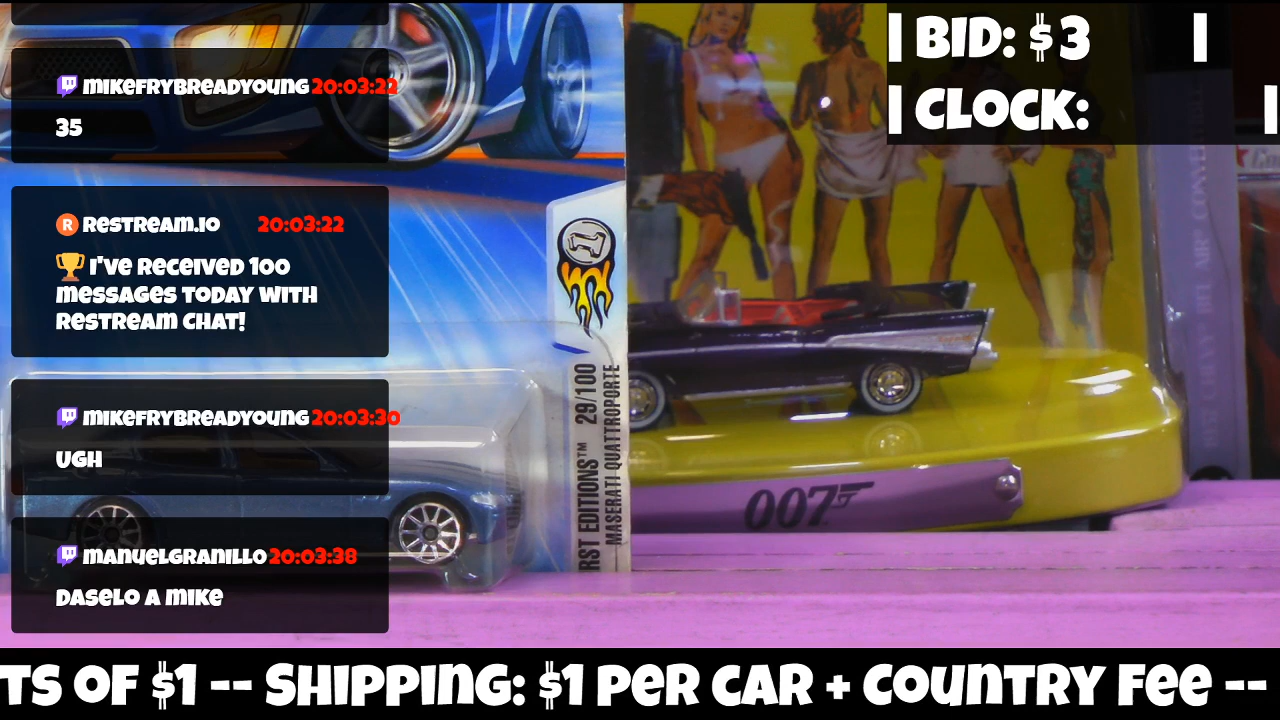 | BID: $3 |
| CLOCK: |
mikefrybreadyoung 20:03:22
35
Restream.io 20:03:22
🏆 I've received 100
messages today with
Restream Chat!
mikefrybreadyoung 20:03:30
UGH
manuelgranillo 20:03:38
Daselo a mike
RST EDITIONS™ 29/100
MASERATI QUATTROPORTE
007
TS OF $1 -- SHIPPING: $1 PER CAR + COUNTRY FEE --